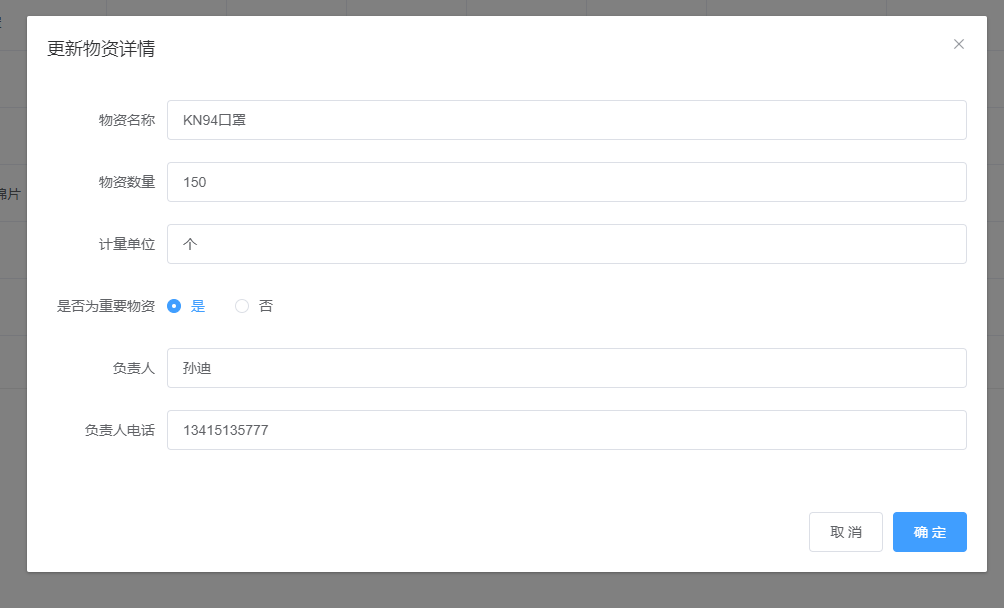 更新物资详情
物资名称 KN94口罩
物资数量 150
计量单位 个
是否为重要物资 是 否
负责人 孙迪
负责人电话 13415135777
棉片
取 消 确 定